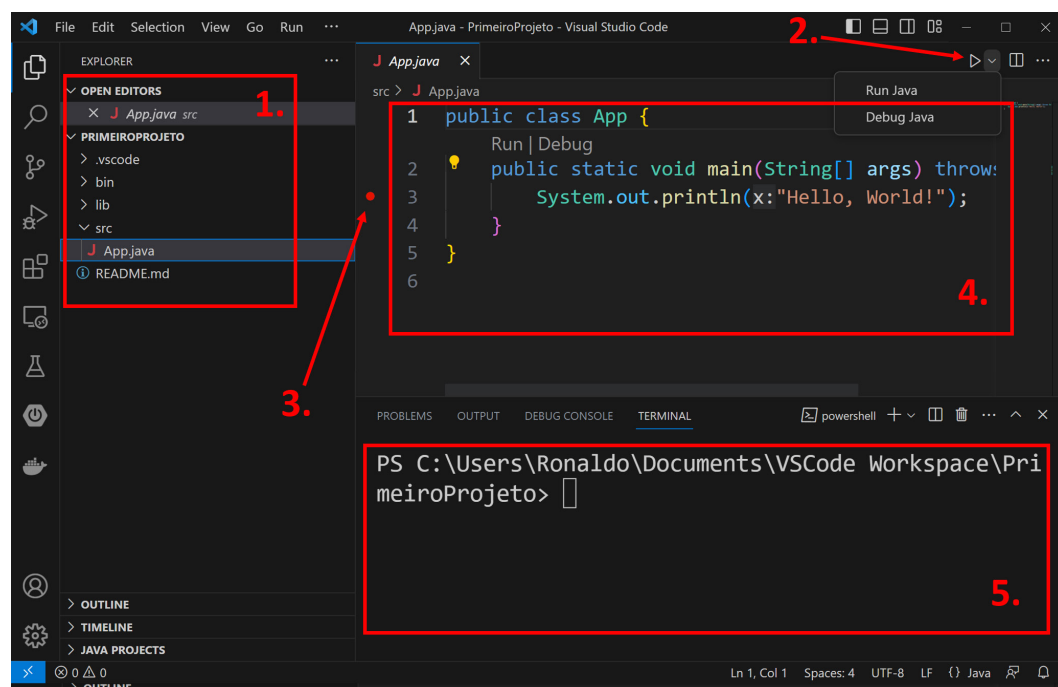 File Edit Selection View Go Run ··· App.java - PrimeiroProjeto - Visual Studio Code
2.
EXPLORER ···
OPEN EDITORS
J App.java src
1.
PRIMEIROPROJETO
.vscode
bin
lib
src
J App.java
README.md
3.
OUTLINE
TIMELINE
JAVA PROJECTS
J App.java
src > J App.java
Run Java
Debug Java
1 public class App {
Run | Debug
2 public static void main(String[] args) throws
3 System.out.println(x:"Hello, World!");
4 }
5 }
6
4.
PROBLEMS OUTPUT DEBUG CONSOLE TERMINAL powershell
PS C:\Users\Ronaldo\Documents\VSCode Workspace\Pri
meiroProjeto>
5.
0 0 Ln 1, Col 1 Spaces: 4 UTF-8 LF {} Java
OUTLINE